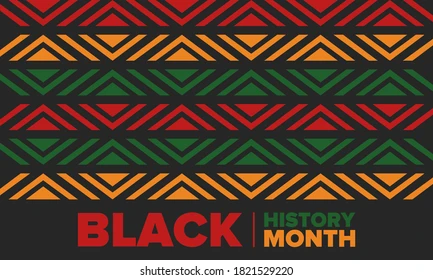 BLACK
HISTORY
MONTH
shutterstock.com · 1821529220